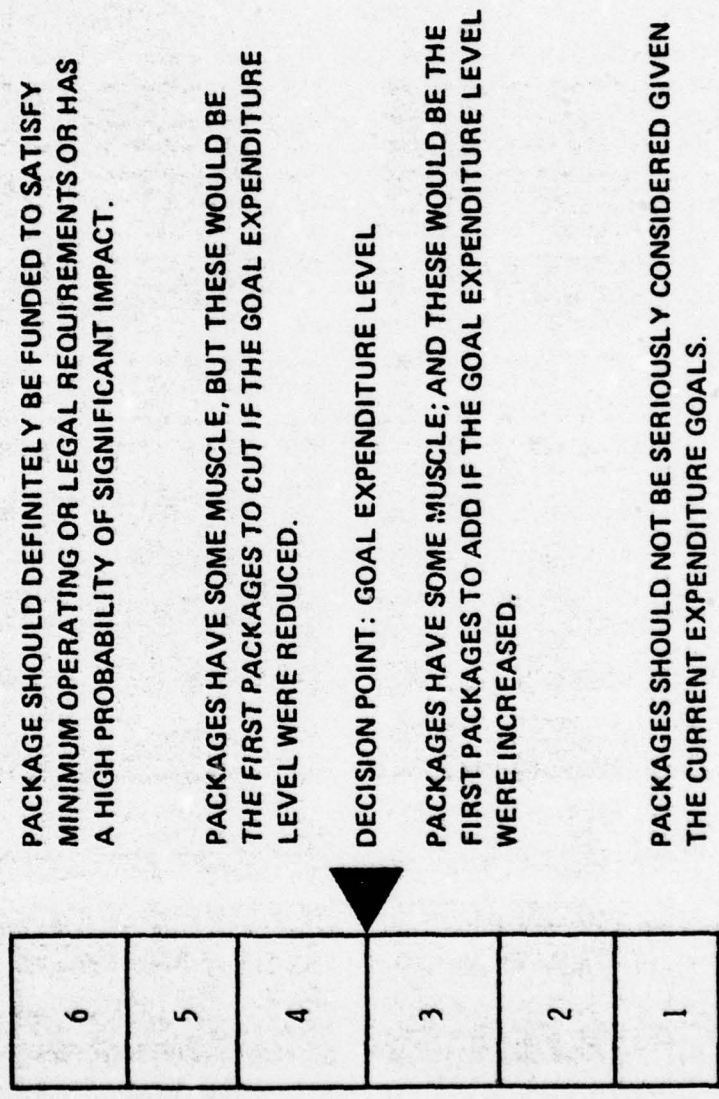 6
PACKAGE SHOULD DEFINITELY BE FUNDED TO SATISFY
MINIMUM OPERATING OR LEGAL REQUIREMENTS OR HAS
A HIGH PROBABILITY OF SIGNIFICANT IMPACT.
5
PACKAGES HAVE SOME MUSCLE, BUT THESE WOULD BE
THE FIRST PACKAGES TO CUT IF THE GOAL EXPENDITURE
LEVEL WERE REDUCED.
4
DECISION POINT: GOAL EXPENDITURE LEVEL
3
PACKAGES HAVE SOME MUSCLE; AND THESE WOULD BE THE
FIRST PACKAGES TO ADD IF THE GOAL EXPENDITURE LEVEL
WERE INCREASED.
2
1
PACKAGES SHOULD NOT BE SERIOUSLY CONSIDERED GIVEN
THE CURRENT EXPENDITURE GOALS.